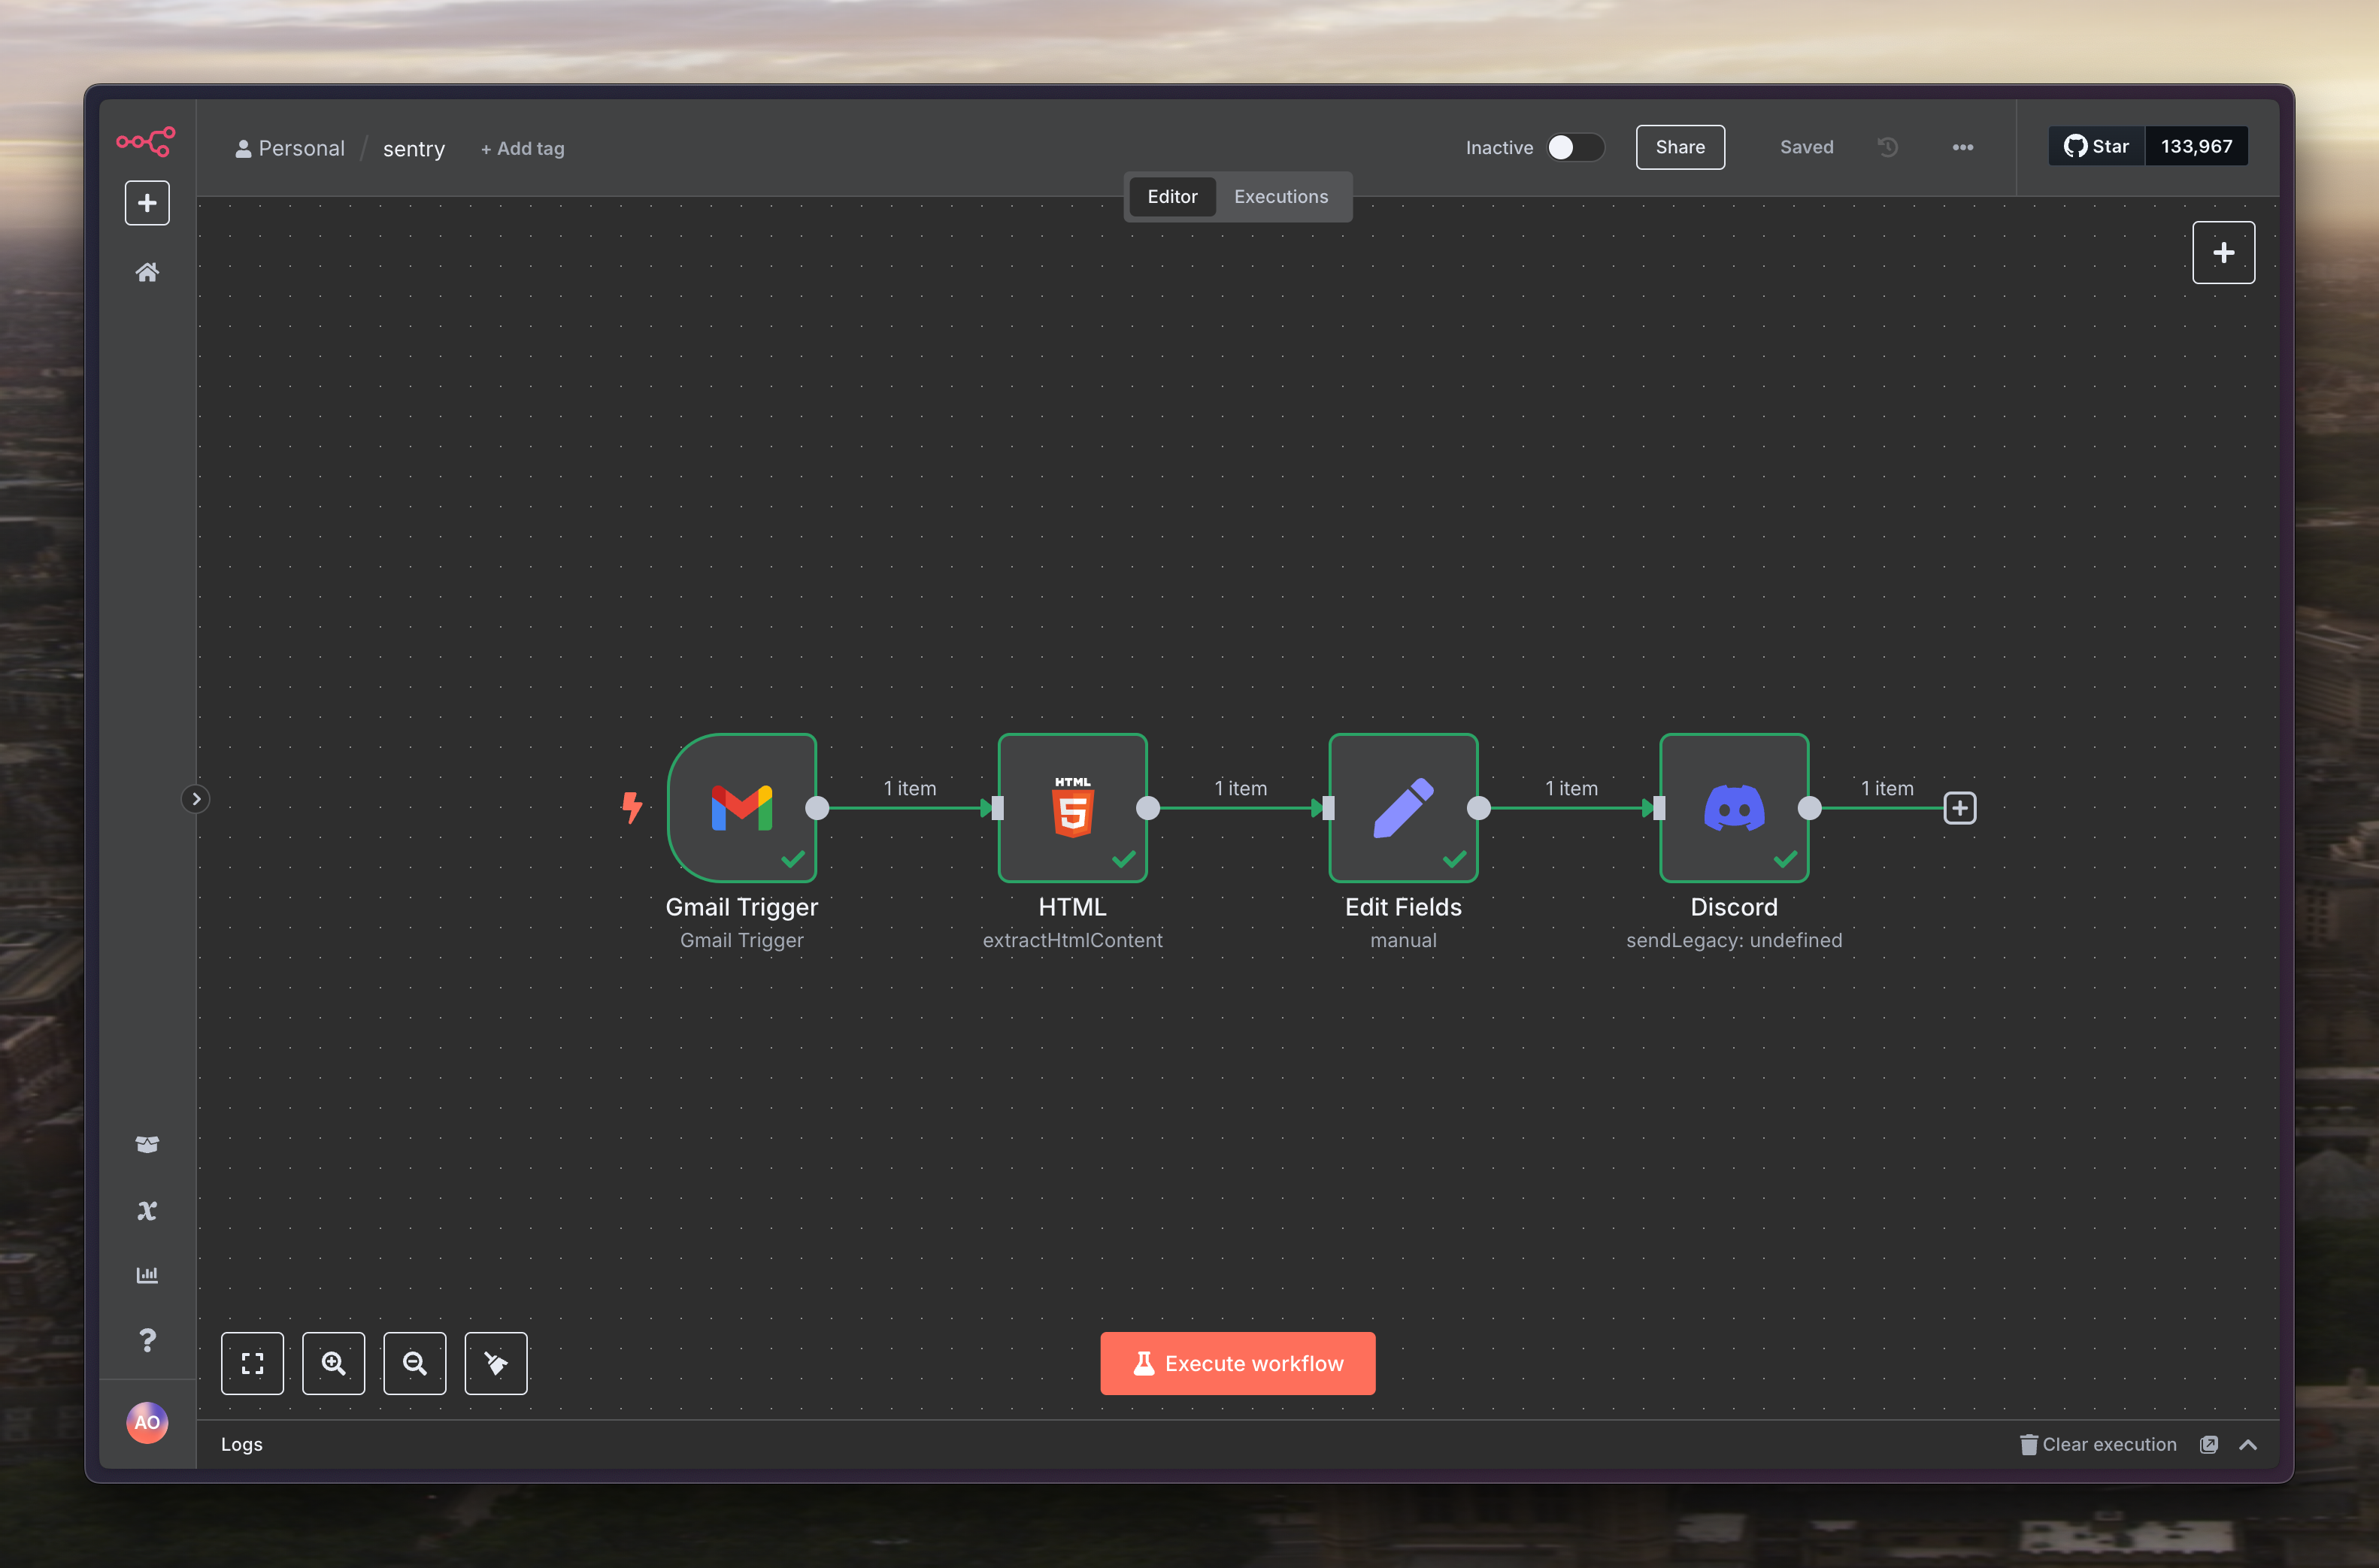 Personal / sentry + Add tag
Inactive
Share
Saved
Star 133,967
Editor Executions
1 item 1 item 1 item 1 item
HTML
5
Gmail Trigger
Gmail Trigger
HTML
extractHtmlContent
Edit Fields
manual
Discord
sendLegacy: undefined
Execute workflow
AO
Logs
Clear execution